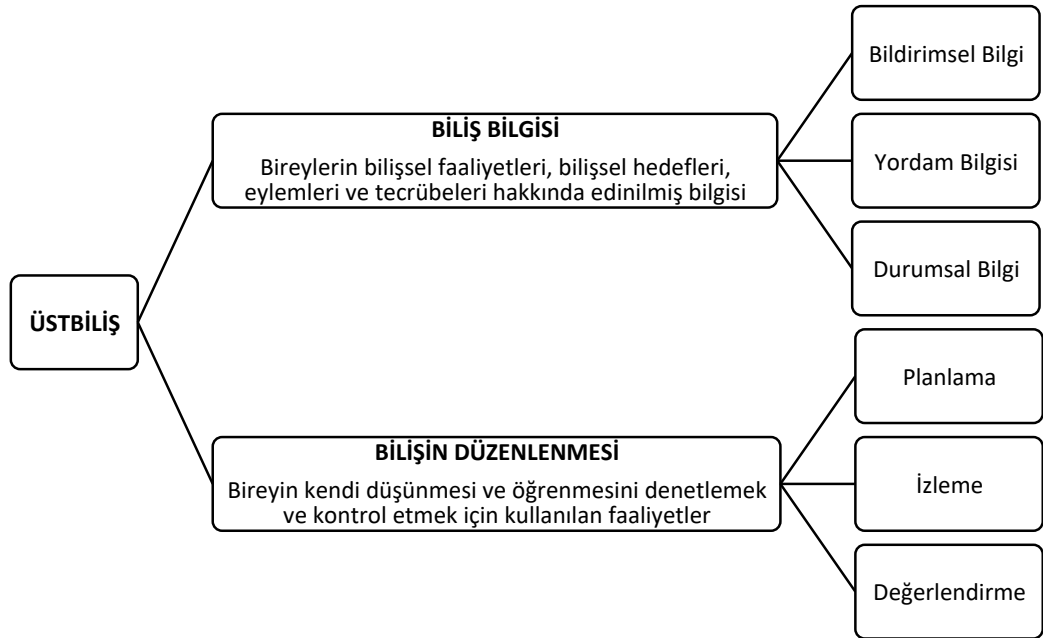 ÜSTBİLİŞ
BİLİŞ BİLGİSİ
Bireylerin bilişsel faaliyetleri, bilişsel hedefleri,
eylemleri ve tecrübeleri hakkında edinilmiş bilgisi
Bildirimsel Bilgi
Yordam Bilgisi
Durumsal Bilgi
BİLİŞİN DÜZENLENMESİ
Bireyin kendi düşünmesi ve öğrenmesini denetlemek
ve kontrol etmek için kullanılan faaliyetler
Planlama
İzleme
Değerlendirme